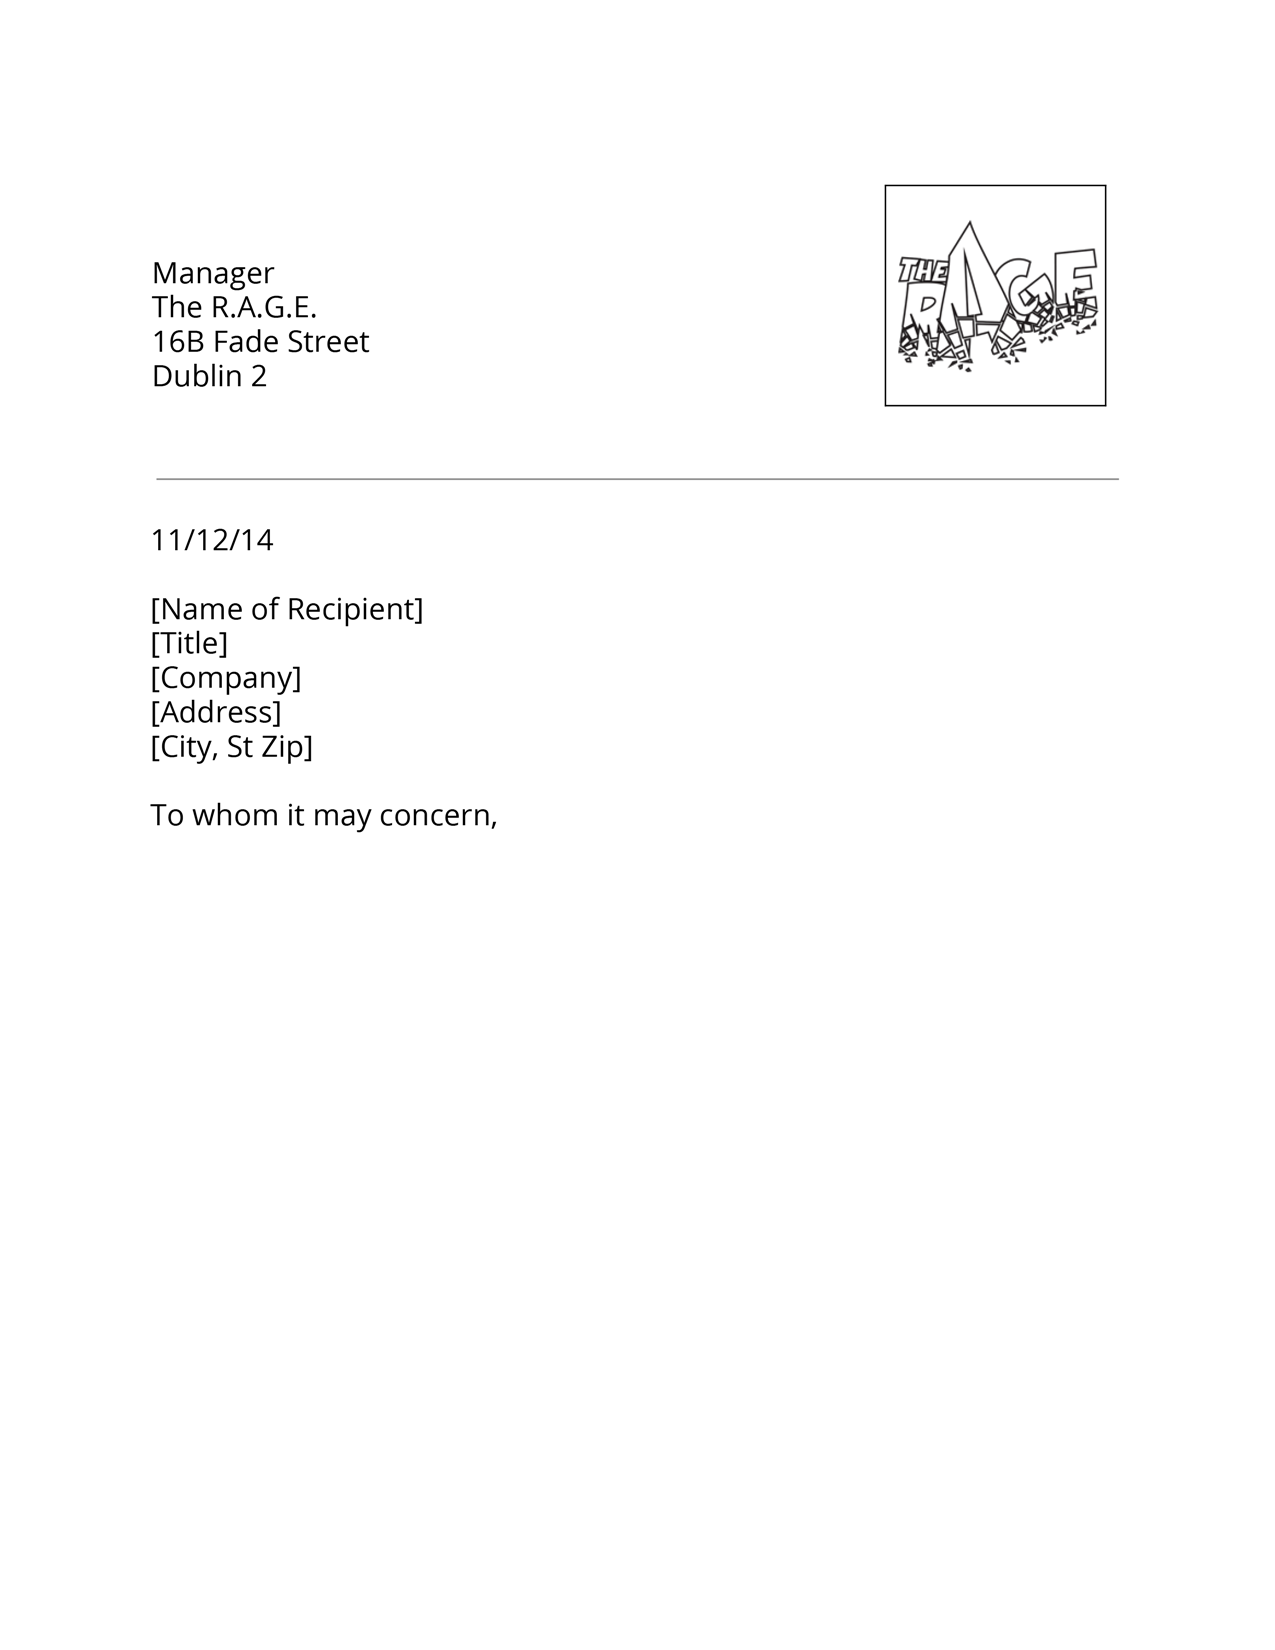 Manager
The R.A.G.E.
16B Fade Street
Dublin 2
THE
RAGE
11/12/14
[Name of Recipient]
[Title]
[Company]
[Address]
[City, St Zip]
To whom it may concern,